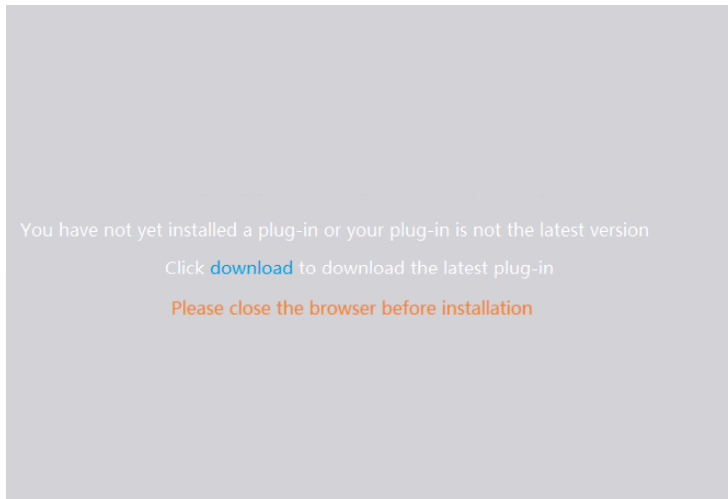 You have not yet installed a plug-in or your plug-in is not the latest version
Click download to download the latest plug-in
Please close the browser before installation